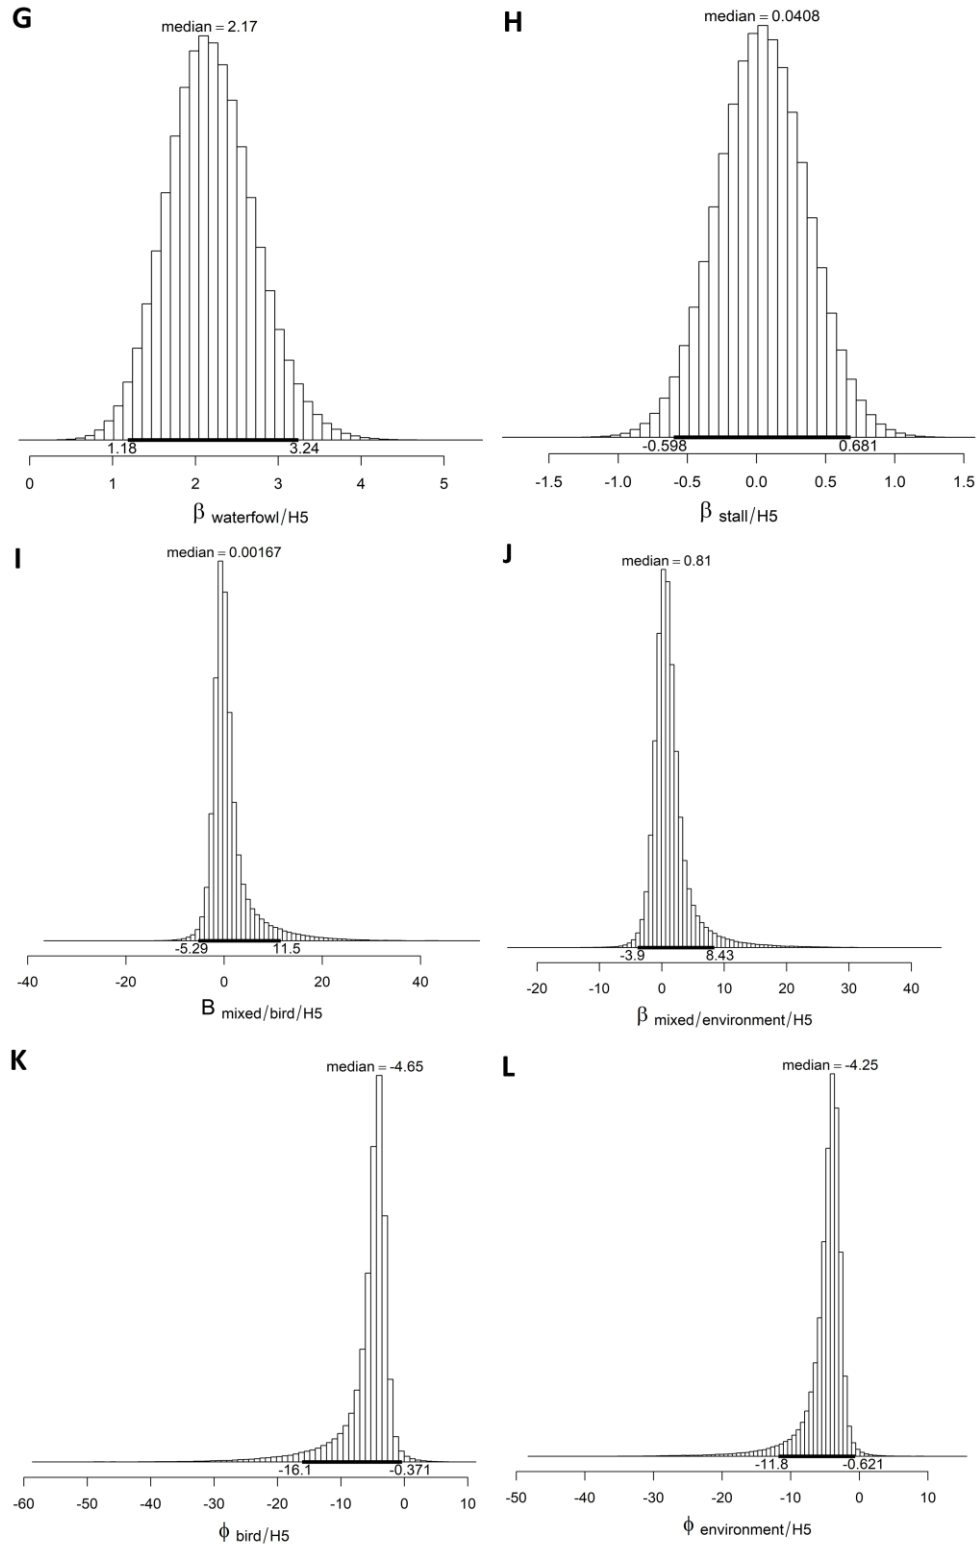 G
median = 2.17
1.18 3.24
0 1 2 3 4 5
β waterfowl/H5
H
median = 0.0408
-0.598 0.681
-1.5 -1.0 -0.5 0.0 0.5 1.0 1.5
β stall/H5
I
median = 0.00167
-5.29 11.5
-40 -20 0 20 40
B mixed/bird/H5
J
median = 0.81
-3.9 8.43
-20 -10 0 10 20 30 40
β mixed/environment/H5
K
median = -4.65
-16.1 -0.371
-60 -50 -40 -30 -20 -10 0 10
ϕ bird/H5
L
median = -4.25
-11.8 -0.621
-50 -40 -30 -20 -10 0 10
ϕ environment/H5